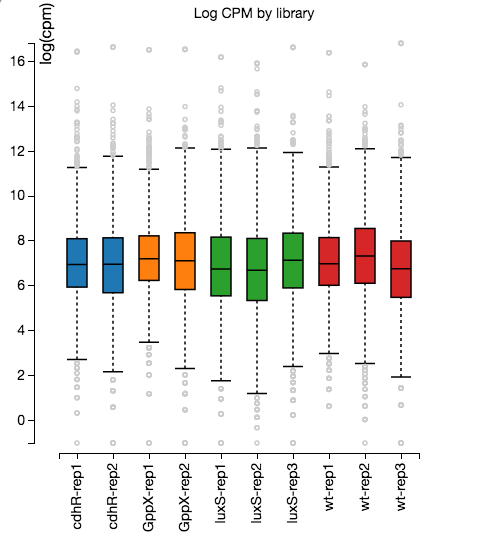 Log CPM by library
log(cpm)
16
14
12
10
8
6
4
2
0
cdhR-rep1
cdhR-rep2
GppX-rep1
GppX-rep2
luxS-rep1
luxS-rep2
luxS-rep3
wt-rep1
wt-rep2
wt-rep3